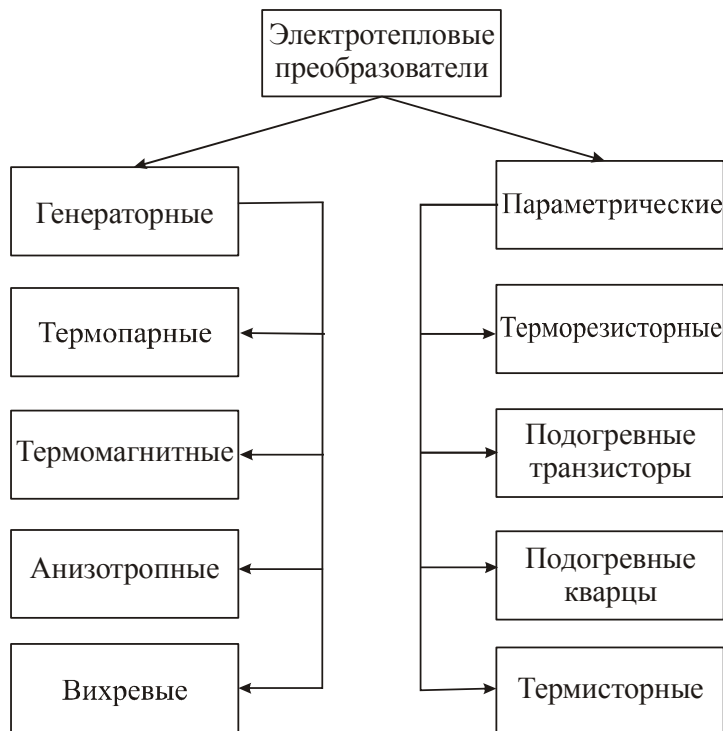 Электротепловые
преобразователи
Генераторные
Параметрические
Термопарные
Терморезисторные
Термомагнитные
Подогревные
транзисторы
Анизотропные
Подогревные
кварцы
Вихревые
Термисторные